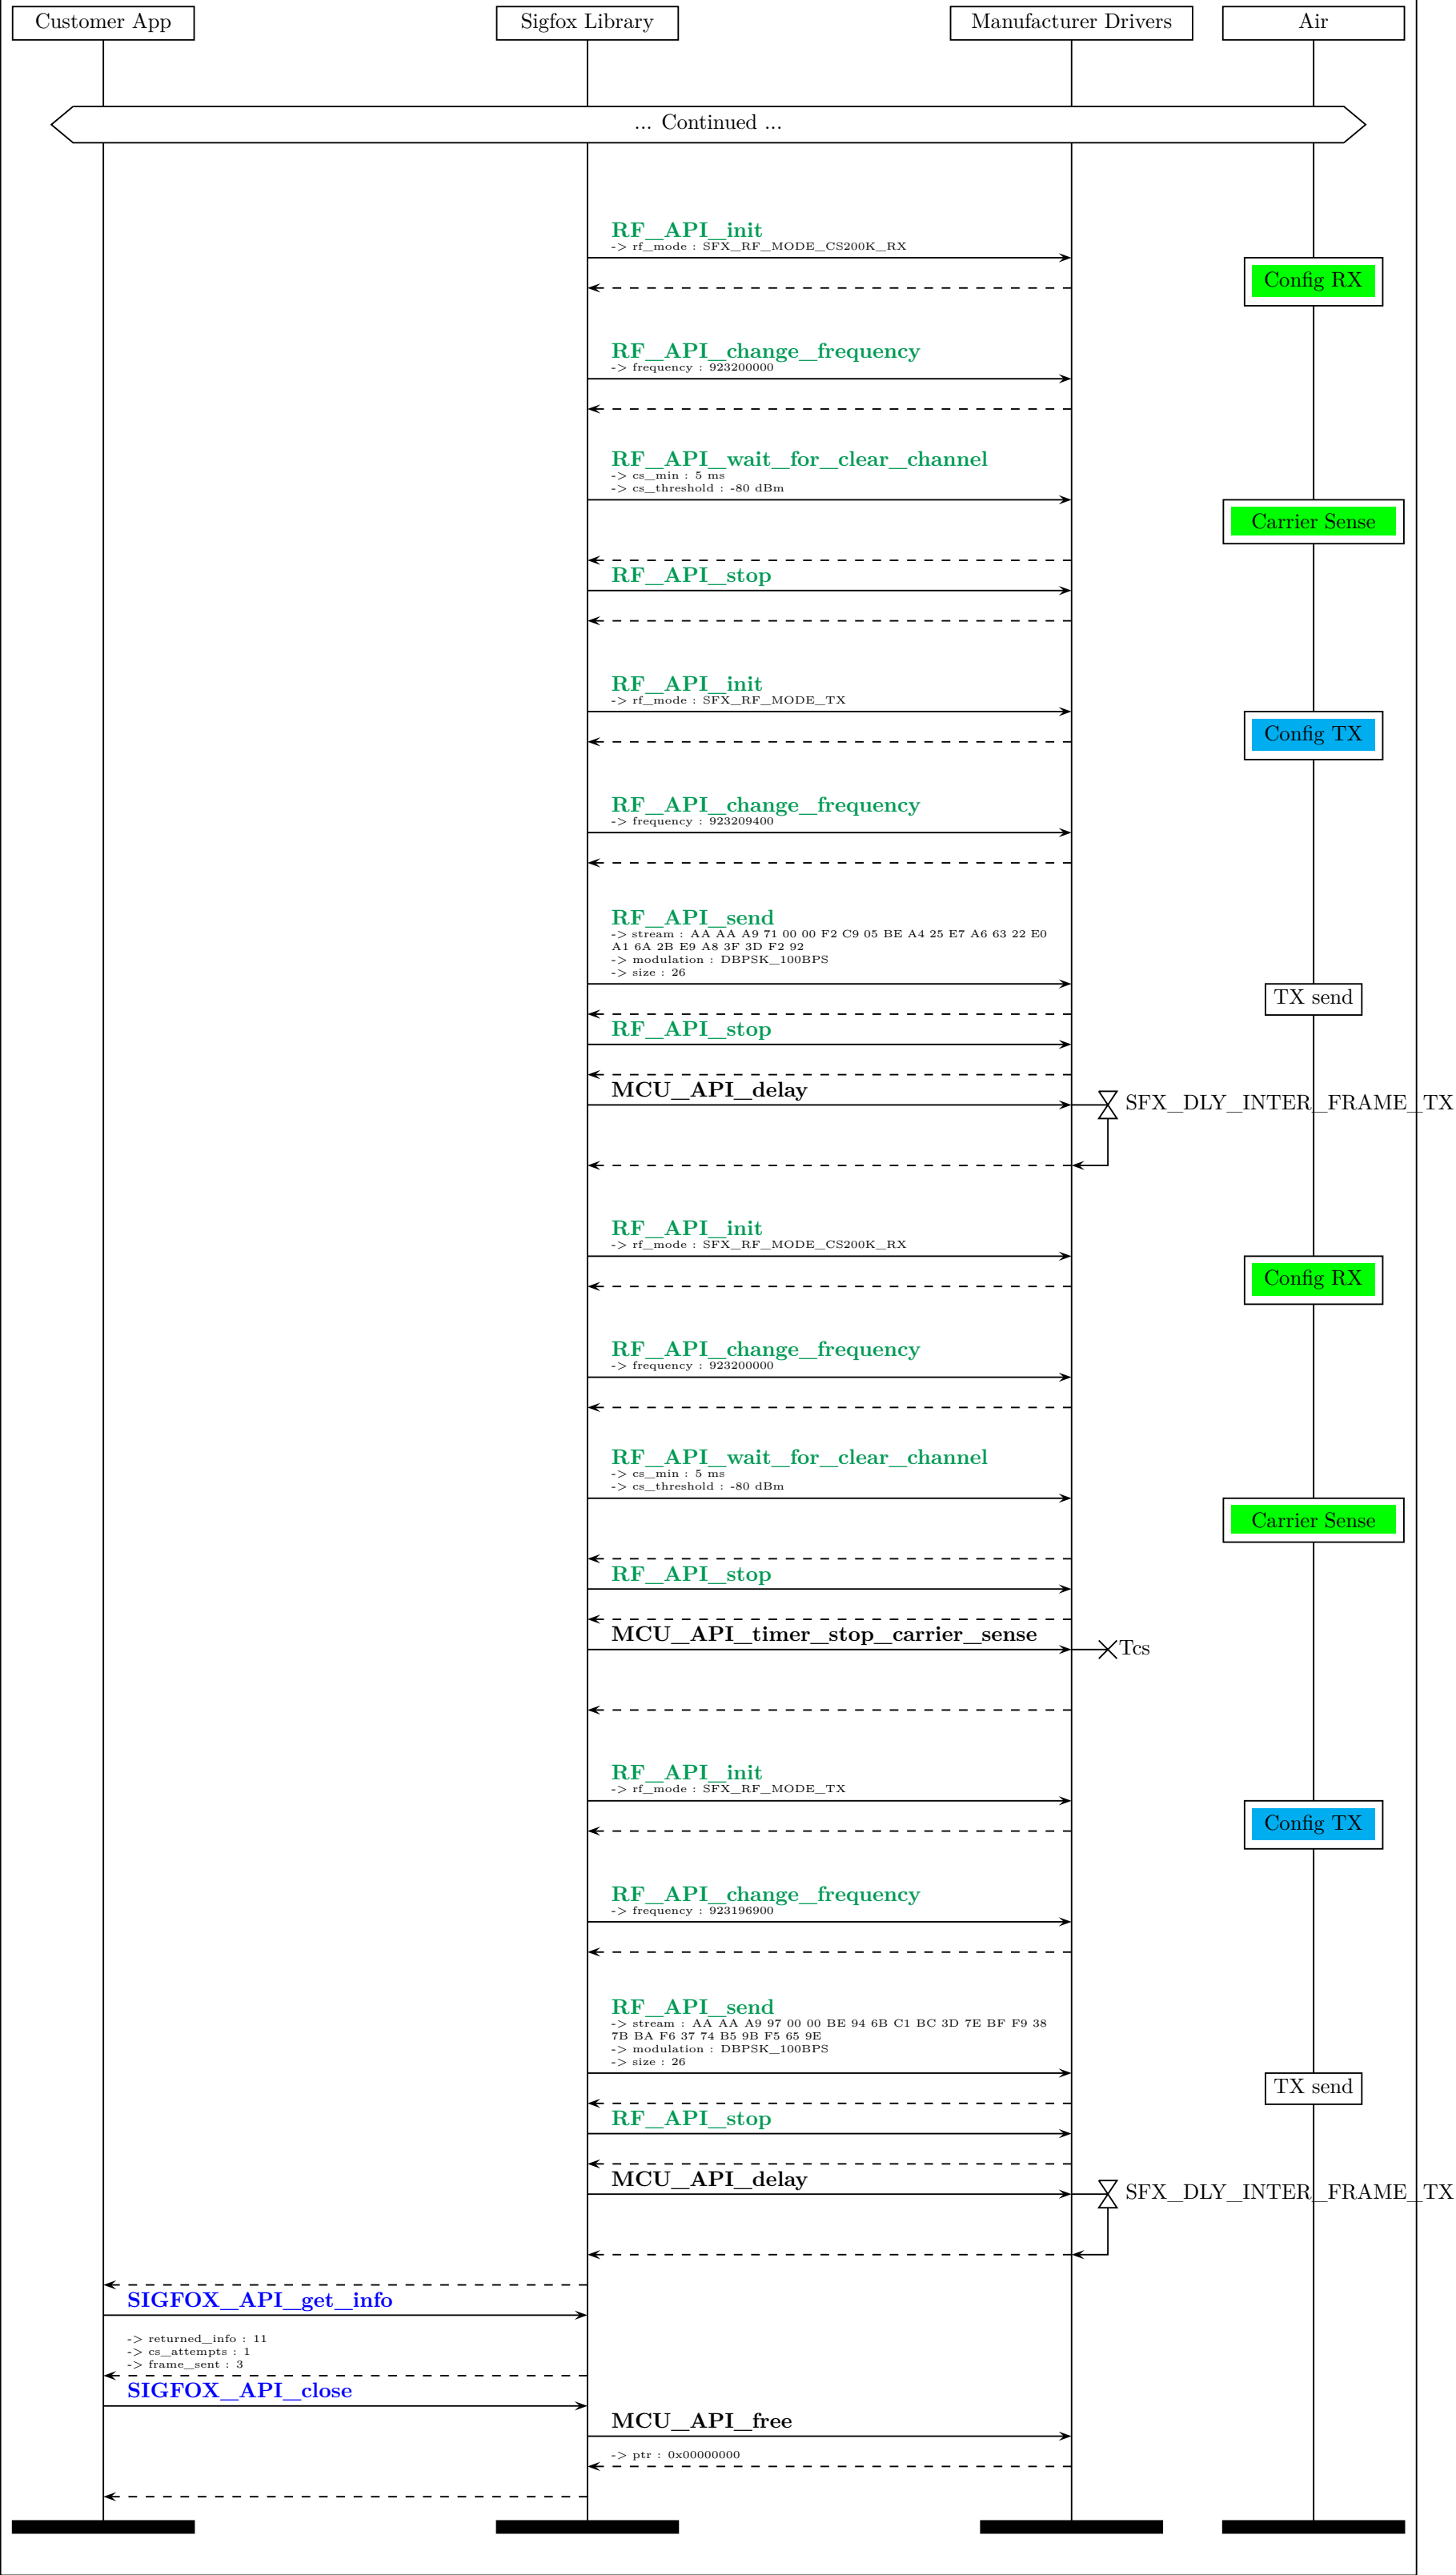 Customer App
Sigfox Library
Manufacturer Drivers
Air
... Continued ...
RF_API_init
-> rf_mode : SFX_RF_MODE_CS200K_RX
Config RX
RF_API_change_frequency
-> frequency : 923200000
RF_API_wait_for_clear_channel
-> cs_min : 5 ms
-> cs_threshold : -80 dBm
Carrier Sense
RF_API_stop
RF_API_init
-> rf_mode : SFX_RF_MODE_TX
Config TX
RF_API_change_frequency
-> frequency : 923209400
RF_API_send
-> stream : AA AA A9 71 00 00 F2 C9 05 BE A4 25 E7 A6 63 22 E0
A1 6A 2B E9 A8 3F 3D F2 92
-> modulation : DBPSK_100BPS
-> size : 26
TX send
RF_API_stop
MCU_API_delay
SFX_DLY_INTER_FRAME_TX
RF_API_init
-> rf_mode : SFX_RF_MODE_CS200K_RX
Config RX
RF_API_change_frequency
-> frequency : 923200000
RF_API_wait_for_clear_channel
-> cs_min : 5 ms
-> cs_threshold : -80 dBm
Carrier Sense
RF_API_stop
MCU_API_timer_stop_carrier_sense
Tcs
RF_API_init
-> rf_mode : SFX_RF_MODE_TX
Config TX
RF_API_change_frequency
-> frequency : 923196900
RF_API_send
-> stream : AA AA A9 97 00 00 BE 94 6B C1 BC 3D 7E BF F9 38
7B BA F6 37 74 B5 9B F5 65 9E
-> modulation : DBPSK_100BPS
-> size : 26
TX send
RF_API_stop
MCU_API_delay
SFX_DLY_INTER_FRAME_TX
SIGFOX_API_get_info
-> returned_info : 11
-> cs_attempts : 1
-> frame_sent : 3
SIGFOX_API_close
MCU_API_free
-> ptr : 0x00000000